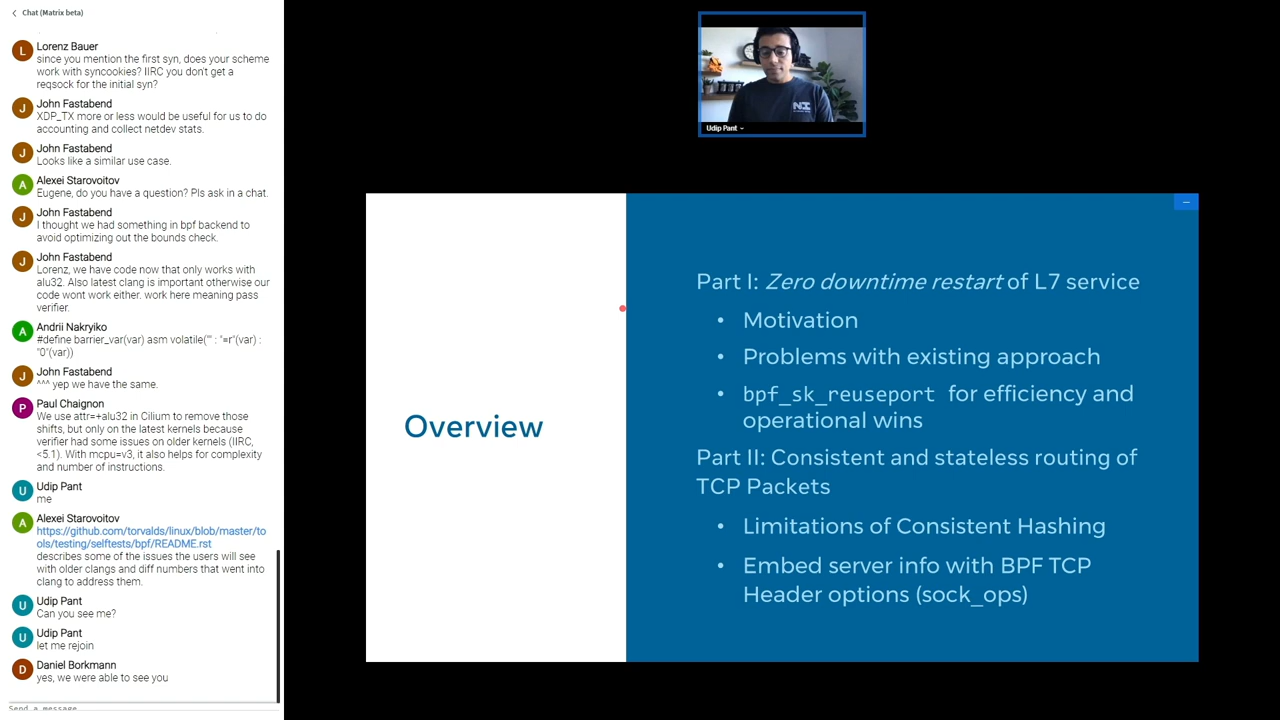 Chat (Matrix beta)
Lorenz Bauer
since you mention the first syn, does your scheme
work with syncookies? IIRC you don't get a
reqsock for the initial syn?
John Fastabend
XDP_TX more or less would be useful for us to do
accounting and collect netdev stats.
John Fastabend
Looks like a similar use case.
Alexei Starovoitov
Eugene, do you have a question? Pls ask in a chat.
John Fastabend
I thought we had something in bpf backend to
avoid optimizing out the bounds check.
John Fastabend
Lorenz, we have code now that only works with
alu32. Also latest clang is important otherwise our
code wont work either. work here meaning pass
verifier.
Andrii Nakryiko
#define barrier_var(var) asm volatile("" : "=r"(var) :
"0"(var))
John Fastabend
^^^ yep we have the same.
Paul Chaignon
We use attr=+alu32 in Cilium to remove those
shifts, but only on the latest kernels because
verifier had some issues on older kernels (IIRC,
<5.1). With mcpu=v3, it also helps for complexity
and number of instructions.
Udip Pant
me
Alexei Starovoitov
https://github.com/torvalds/linux/blob/master/to
ols/testing/selftests/bpf/README.rst
describes some of the issues the users will see
with older clangs and diff numbers that went into
clang to address them.
Udip Pant
Can you see me?
Udip Pant
let me rejoin
Daniel Borkmann
yes, we were able to see you
Send a message
Udip Pant
Overview
Part I: Zero downtime restart of L7 service
• Motivation
• Problems with existing approach
• bpf_sk_reuseport for efficiency and
operational wins
Part II: Consistent and stateless routing of
TCP Packets
• Limitations of Consistent Hashing
• Embed server info with BPF TCP
Header options (sock_ops)